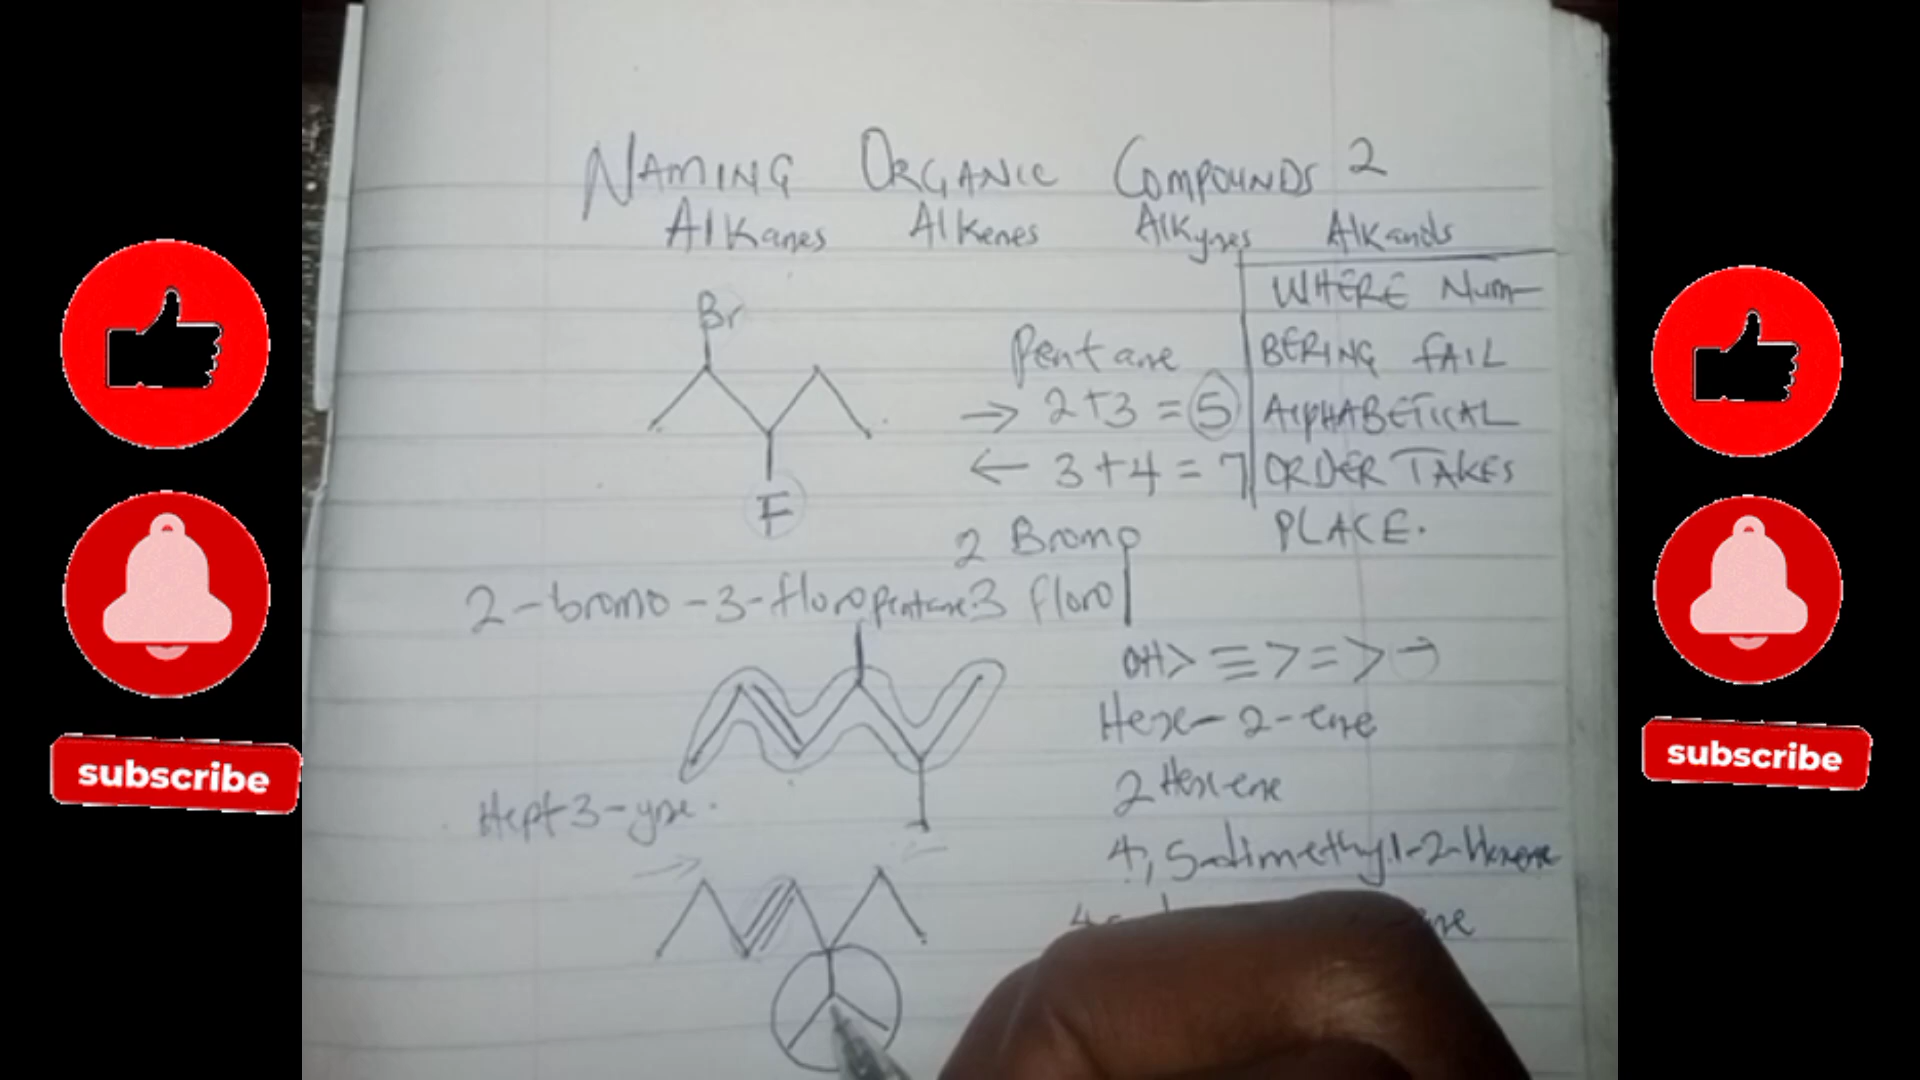 NAMING ORGANIC COMPOUNDS 2
Alkanes Alkenes Alkynes Alkanols
WHERE NUM-
BERING FAIL
ALPHABETICAL
ORDER TAKES
PLACE.
Br
F
Pentane
→ 2+3 = 5
← 3+4 = 7
2 Bromo
3 floro
2-bromo-3-floropentane.
OH> ≡ > = > -
Hexe-2-ene
2 Hexene
4,5-dimethyl-2-Hexene
Hept 3-yne.
subscribe
subscribe